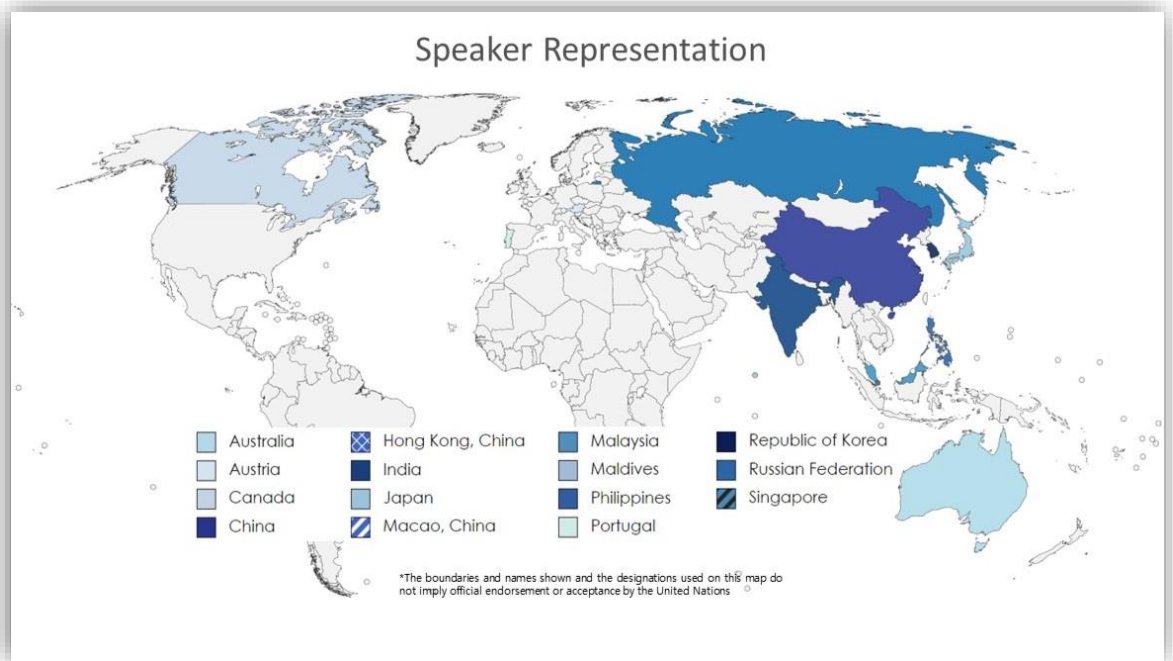 Speaker Representation
Australia
Austria
Canada
China
Hong Kong, China
India
Japan
Macao, China
Malaysia
Maldives
Philippines
Portugal
Republic of Korea
Russian Federation
Singapore
*The boundaries and names shown and the designations used on this map do
not imply official endorsement or acceptance by the United Nations